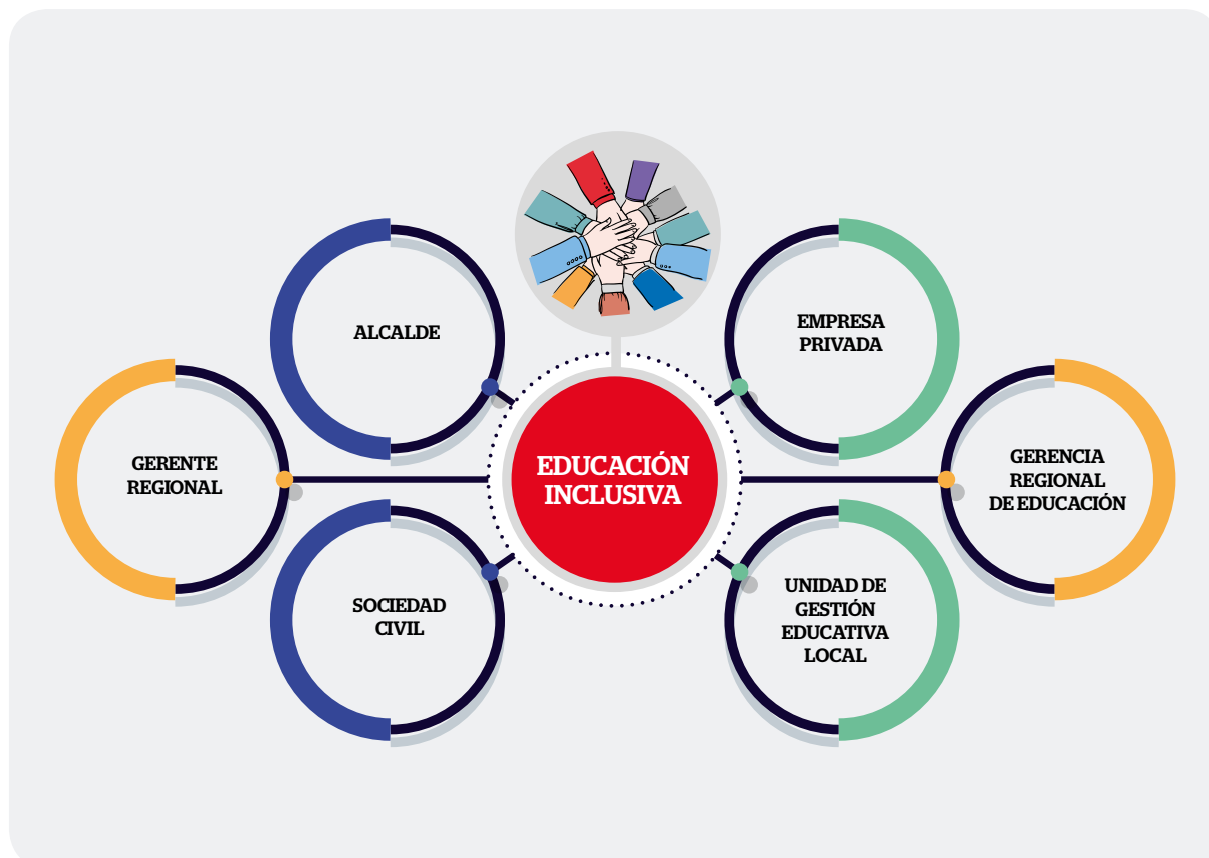 ALCALDE
EMPRESA
PRIVADA
GERENTE
REGIONAL
EDUCACIÓN
INCLUSIVA
GERENCIA
REGIONAL
DE EDUCACIÓN
SOCIEDAD
CIVIL
UNIDAD DE
GESTIÓN
EDUCATIVA
LOCAL